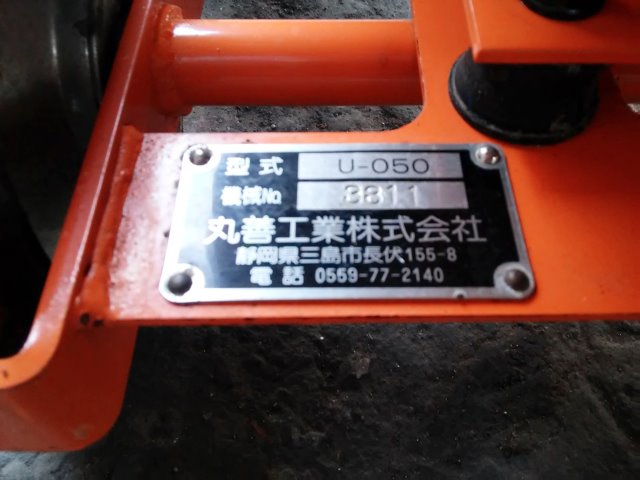 型式 U-050
機械No 8811
丸善工業株式会社
静岡県三島市長伏155-8
電話 0559-77-2140